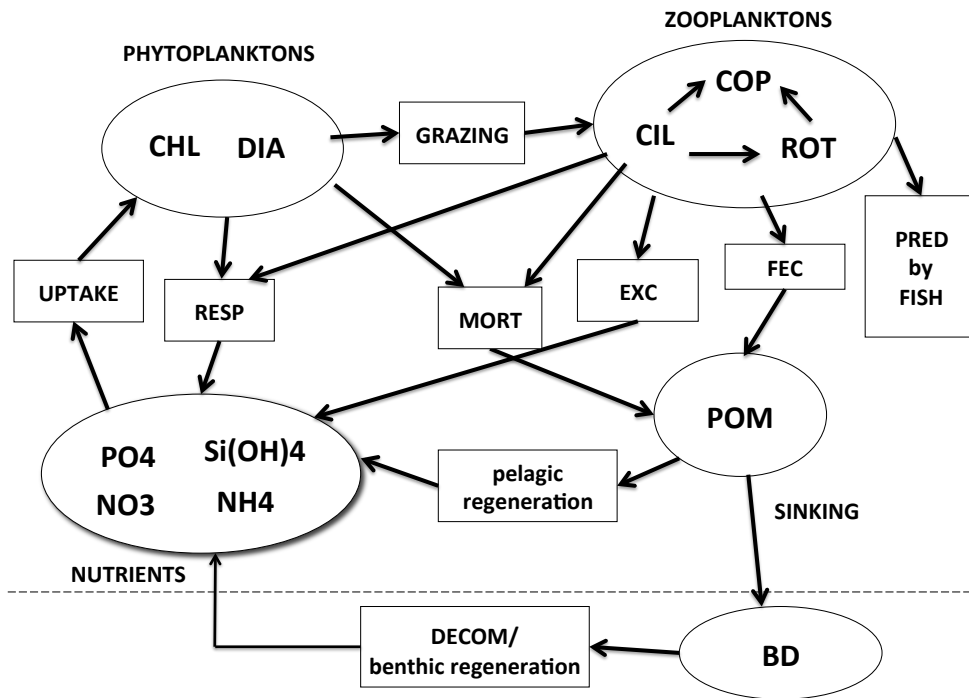 ZOOPLANKTONS
PHYTOPLANKTONS
COP
CHL
DIA
GRAZING
CIL
ROT
UPTAKE
RESP
MORT
EXC
FEC
PRED
by
FISH
POM
PO4
Si(OH)4
NO3
NH4
pelagic
regeneration
SINKING
NUTRIENTS
DECOM/
benthic regeneration
BD